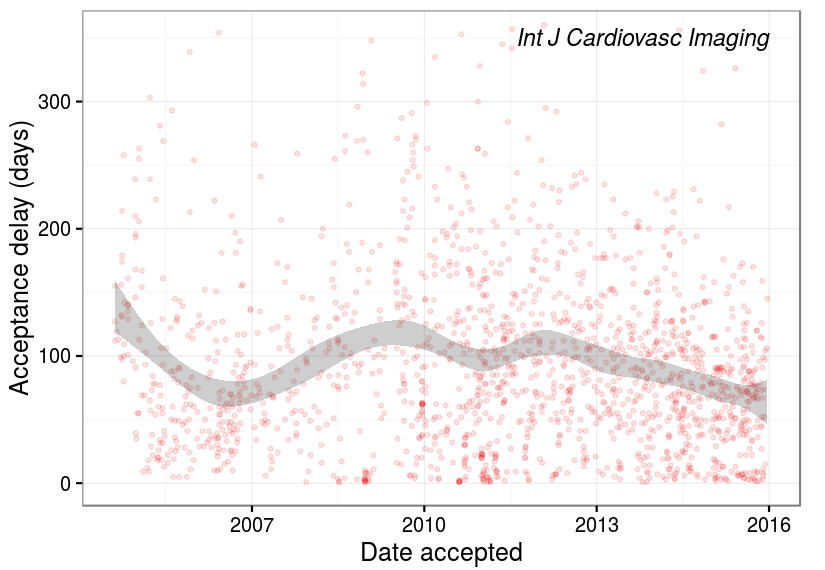 Int J Cardiovasc Imaging
Acceptance delay (days)
300
200
100
0
2007 2010 2013 2016
Date accepted